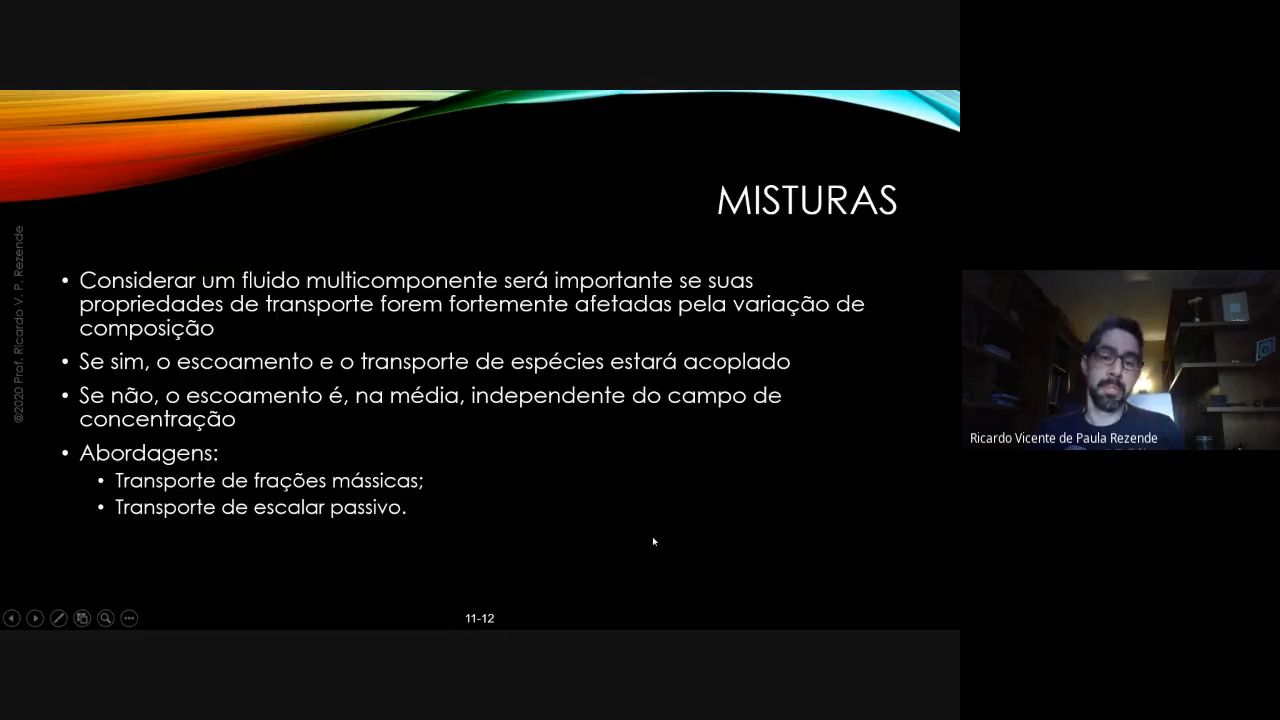 MISTURAS
• Considerar um fluido multicomponente será importante se suas
propriedades de transporte forem fortemente afetadas pela variação de
composição
• Se sim, o escoamento e o transporte de espécies estará acoplado
• Se não, o escoamento é, na média, independente do campo de
concentração
• Abordagens:
• Transporte de frações mássicas;
• Transporte de escalar passivo.
©2020 Prof. Ricardo V. P. Rezende
11-12
Ricardo Vicente de Paula Rezende